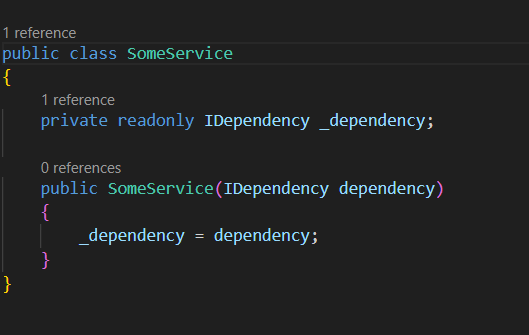 1 reference
public class SomeService
{
1 reference
private readonly IDependency _dependency;
0 references
public SomeService(IDependency dependency)
{
_dependency = dependency;
}
}